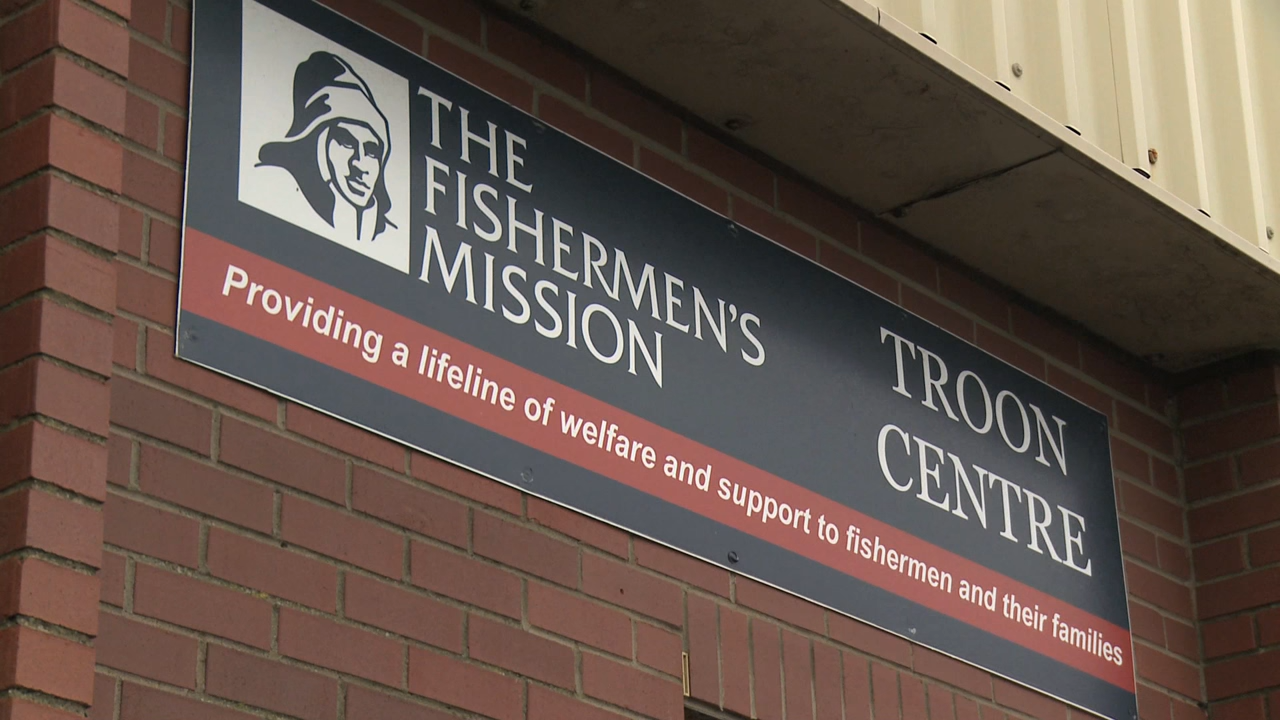 THE
FISHERMEN'S
MISSION
TROON
CENTRE
Providing a lifeline of welfare and support to fishermen and their families